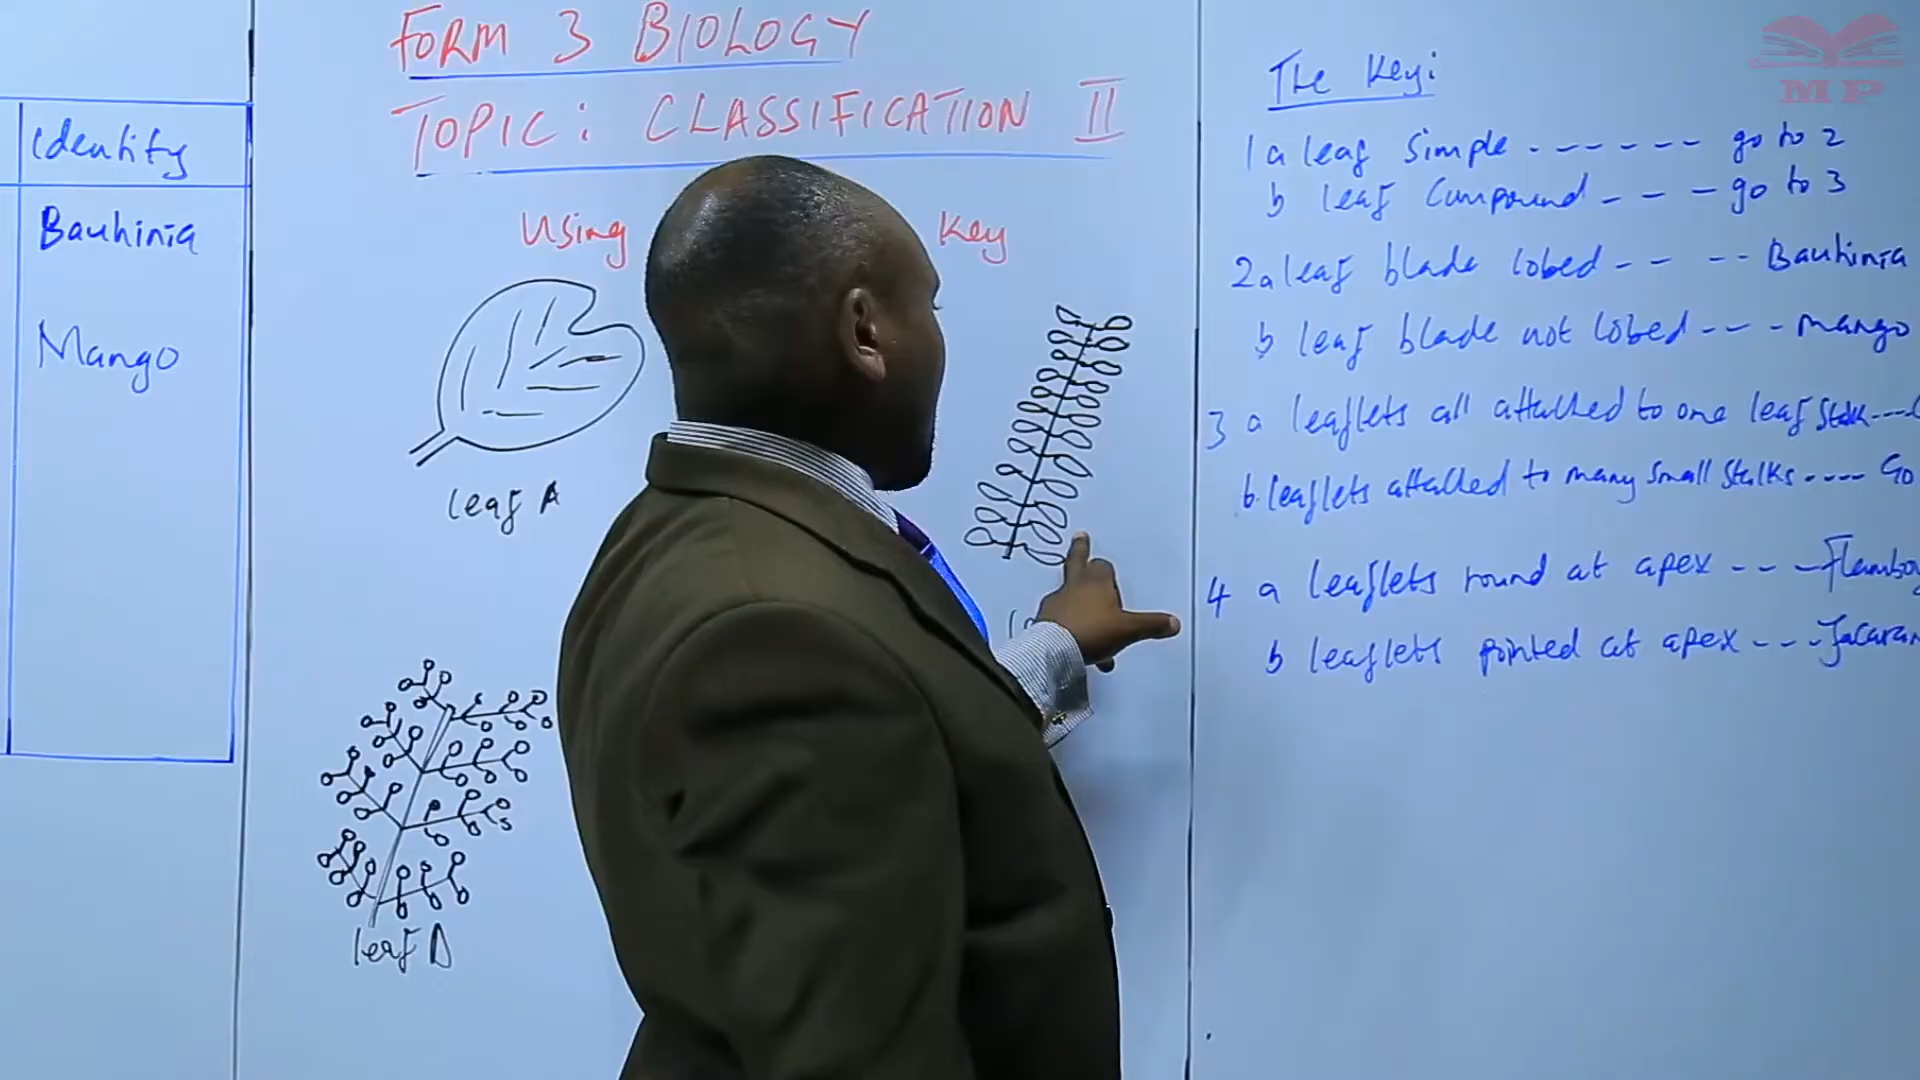 FORM 3 BIOLOGY
TOPIC: CLASSIFICATION II
Using Key
Identity
Bauhinia
Mango
leaf A
leaf D
The Key:
1 a leaf simple ------ go to 2
b leaf compound - - - go to 3
2 a leaf blade lobed -- -- Bauhinia
b leaf blade not lobed --- - mango
3 a leaflets all attached to one leaf stalk ----
b. leaflets attached to many small stalks ---- Go
4 a leaflets round at apex - - -
b leaflets pointed at apex - - -
MP